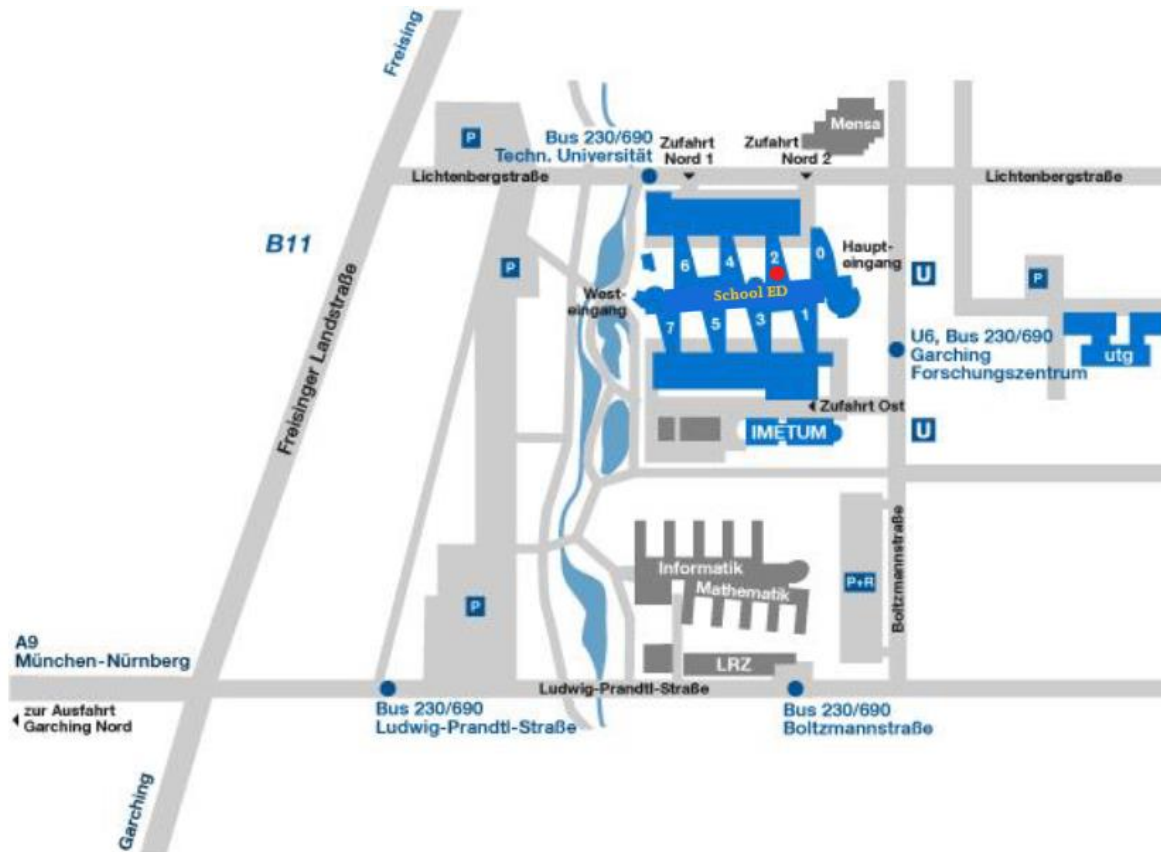 Freising
P
Mensa
Bus 230/690
Techn. Universität
Zufahrt
Nord 1
Zufahrt
Nord 2
Lichtenbergstraße
Lichtenbergstraße
B11
6
4
2
0
Haupt-
eingang
U
P
P
School ED
West-
eingang
7
5
3
1
U6, Bus 230/690
Garching
Forschungszentrum
utg
Freisinger Landstraße
Zufahrt Ost
IMETUM
U
Informatik
Mathematik
P+R
Boltzmannstraße
P
A9
München-Nürnberg
LRZ
Ludwig-Prandtl-Straße
zur Ausfahrt
Garching Nord
Bus 230/690
Ludwig-Prandtl-Straße
Bus 230/690
Boltzmannstraße
Garching